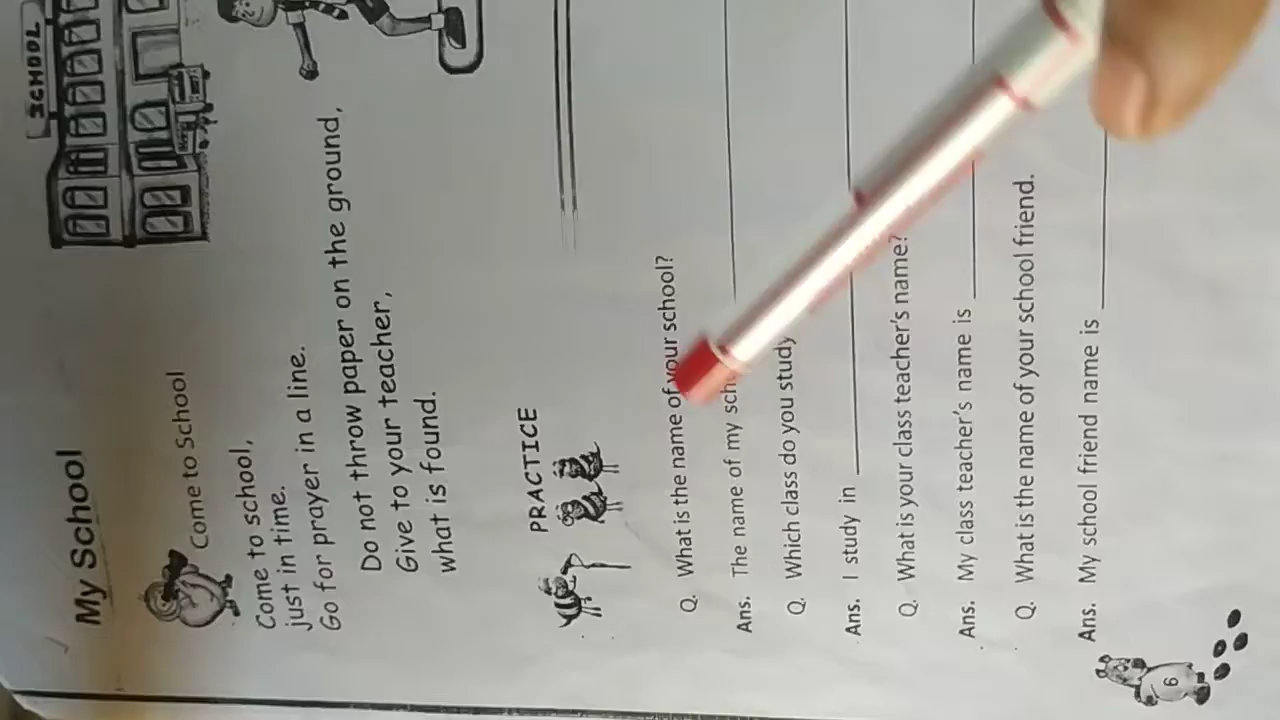 SCHOOL
My School
Come to School
Come to school,
just in time.
Go for prayer in a line.
Do not throw paper on the ground,
Give to your teacher,
what is found.
PRACTICE
Q. What is the name of your school?
Ans. The name of my
Q. Which class do you study
Ans. I study in
Q. What is your class teacher's name?
Ans. My class teacher's name is
Q. What is the name of your school friend.
Ans. My school friend name is
9